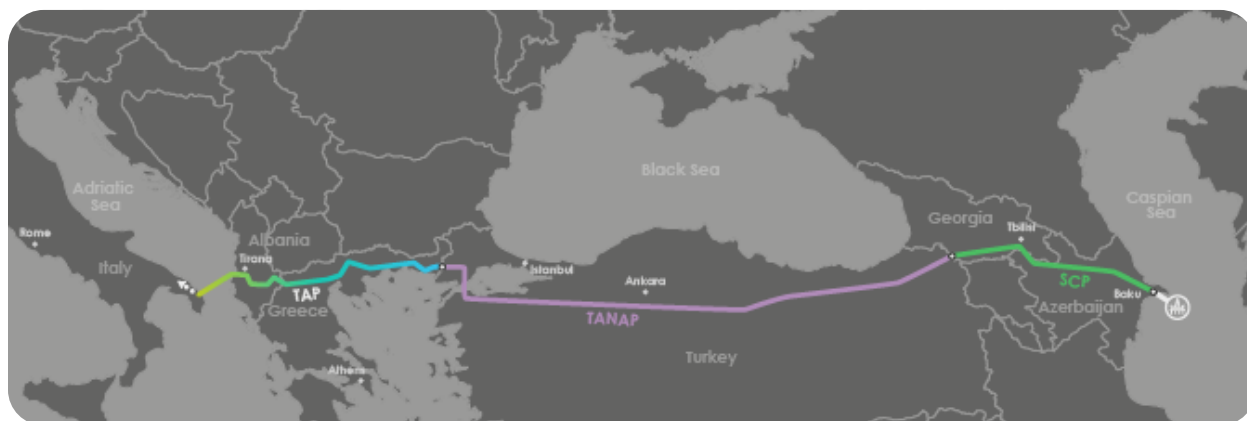 Adriatic
Sea
Rome
Italy
Albania
Tirana
TAP
Greece
Athens
Istanbul
Black Sea
Ankara
TANAP
Turkey
Georgia
Tbilisi
SCP
Azerbaijan
Baku
Caspian
Sea